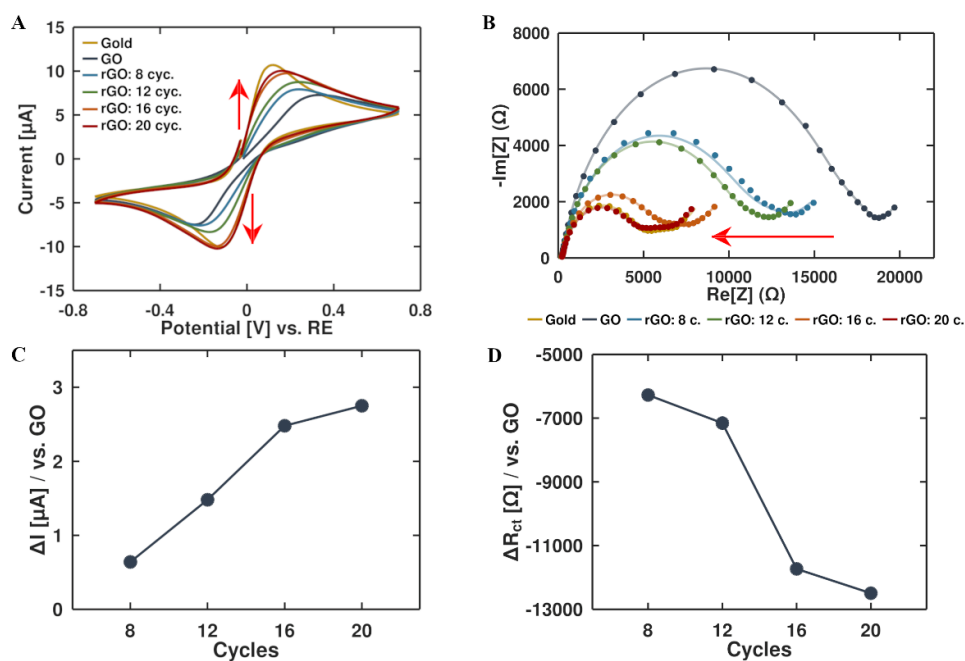 A
15
10
5
0
-5
-10
-15
Current [µA]
Gold
GO
rGO: 8 cyc.
rGO: 12 cyc.
rGO: 16 cyc.
rGO: 20 cyc.
-0.8
-0.4
0
0.4
0.8
Potential [V] vs. RE
B
8000
6000
4000
2000
0
-Im[Z] (Ω)
0
5000
10000
15000
20000
Re[Z] (Ω)
Gold
GO
rGO: 8 c.
rGO: 12 c.
rGO: 16 c.
rGO: 20 c.
C
3
2
1
0
ΔI [µA] / vs. GO
8
12
16
20
Cycles
D
-5000
-7000
-9000
-11000
-13000
ΔRct [Ω] / vs. GO
8
12
16
20
Cycles